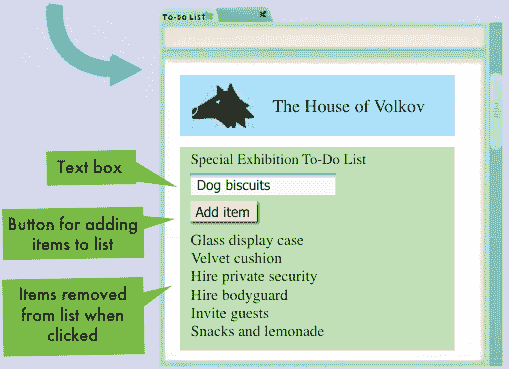 To-do List
The House of Volkov
Special Exhibition To-Do List
Text box
Dog biscuits
Button for adding
items to list
Add item
Glass display case
Velvet cushion
Hire private security
Hire bodyguard
Invite guests
Snacks and lemonade
Items removed
from list when
clicked